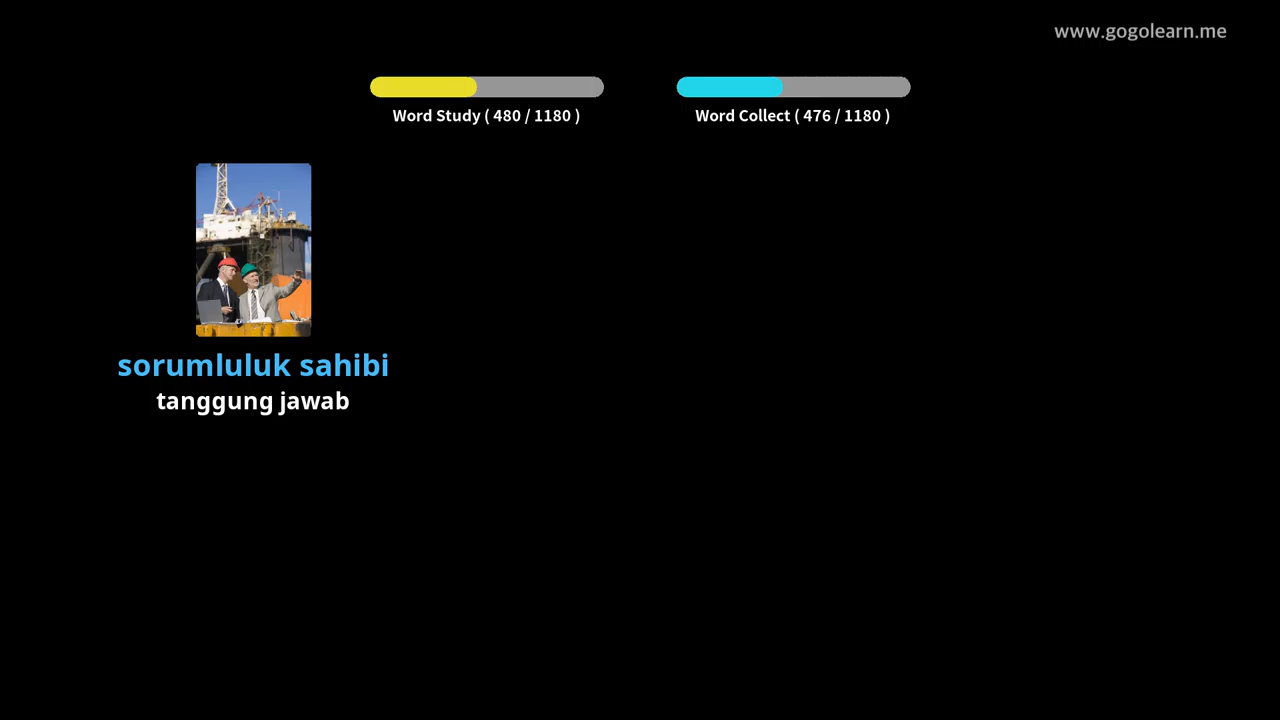 www.gogolearn.me
Word Study ( 480 / 1180 )
Word Collect ( 476 / 1180 )
sorumluluk sahibi
tanggung jawab